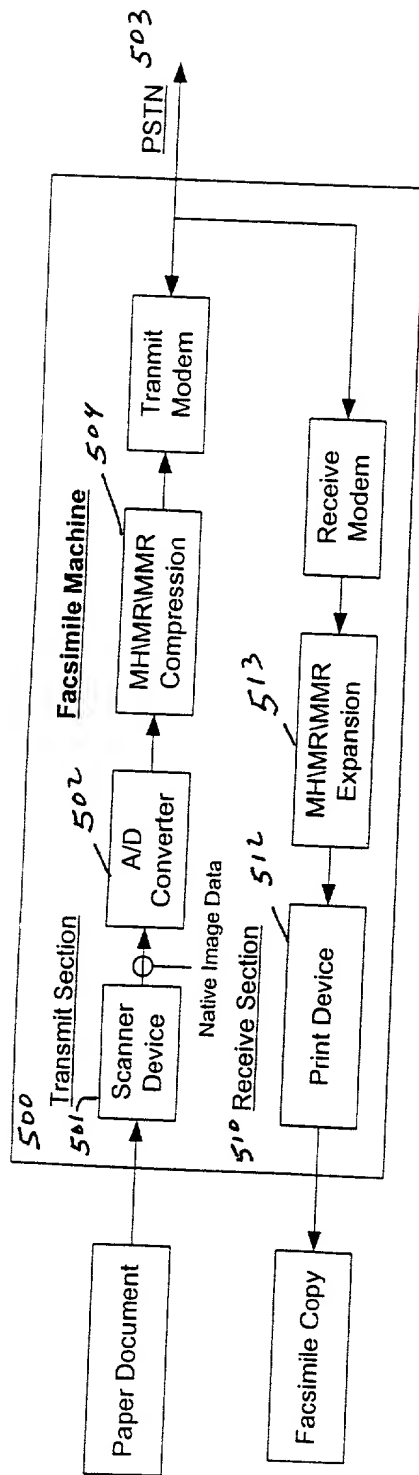 Facsimile Machine
500
Transmit Section
Paper Document
501
Scanner
Device
Native Image Data
502
A/D
Converter
504
MH\MR\MMR
Compression
Tranmit
Modem
PSTN
503
510
Receive Section
Facsimile Copy
512
Print Device
513
MH\MR\MMR
Expansion
Receive
Modem